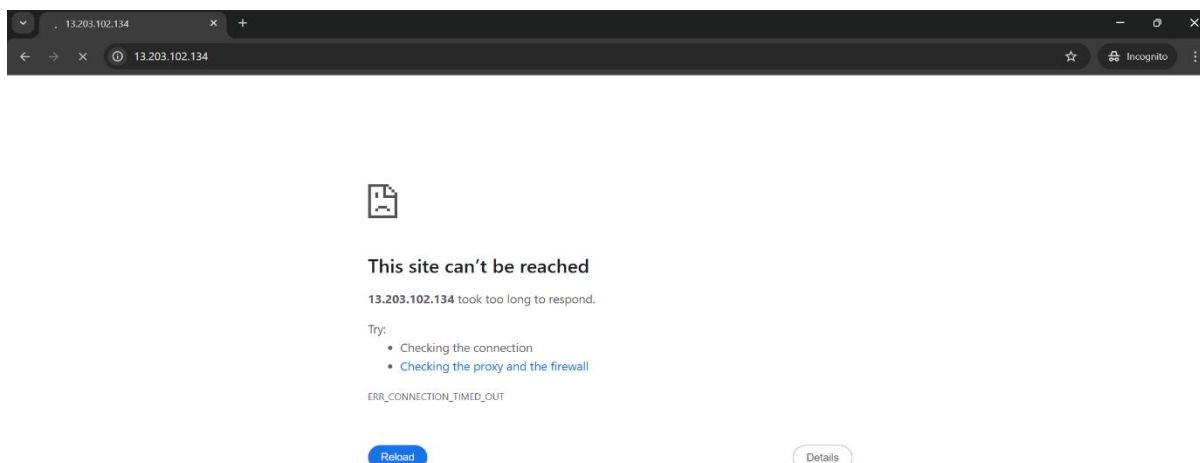 13.203.102.134
13.203.102.134
Incognito
This site can't be reached
13.203.102.134 took too long to respond.
Try:
• Checking the connection
• Checking the proxy and the firewall
ERR_CONNECTION_TIMED_OUT
Reload
Details